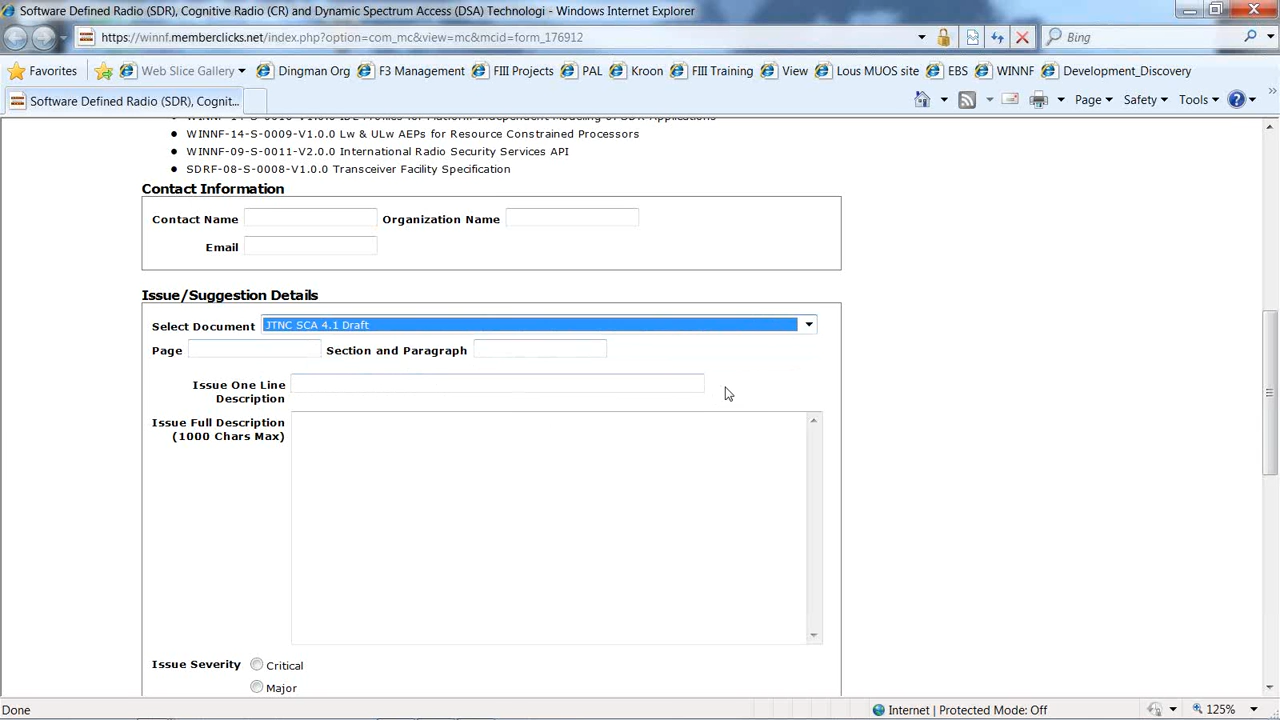 Software Defined Radio (SDR), Cognitive Radio (CR) and Dynamic Spectrum Access (DSA) Technologi - Windows Internet Explorer
https://winnf.memberclicks.net/index.php?option=com_mc&view=mc&mcid=form_176912
Bing
Favorites Web Slice Gallery Dingman Org F3 Management FIII Projects PAL Kroon FIII Training View Lous MUOS site EBS WINNF Development_Discovery
Software Defined Radio (SDR), Cognit... Page Safety Tools
WINNF-14-S-0009-V1.0.0 Lw & ULw AEPs for Resource Constrained Processors
WINNF-09-S-0011-V2.0.0 International Radio Security Services API
SDRF-08-S-0008-V1.0.0 Transceiver Facility Specification
Contact Information
Contact Name Organization Name
Email
Issue/Suggestion Details
Select Document JTNC SCA 4.1 Draft
Page Section and Paragraph
Issue One Line
Description
Issue Full Description
(1000 Chars Max)
Issue Severity Critical
Major
Done Internet | Protected Mode: Off 125%